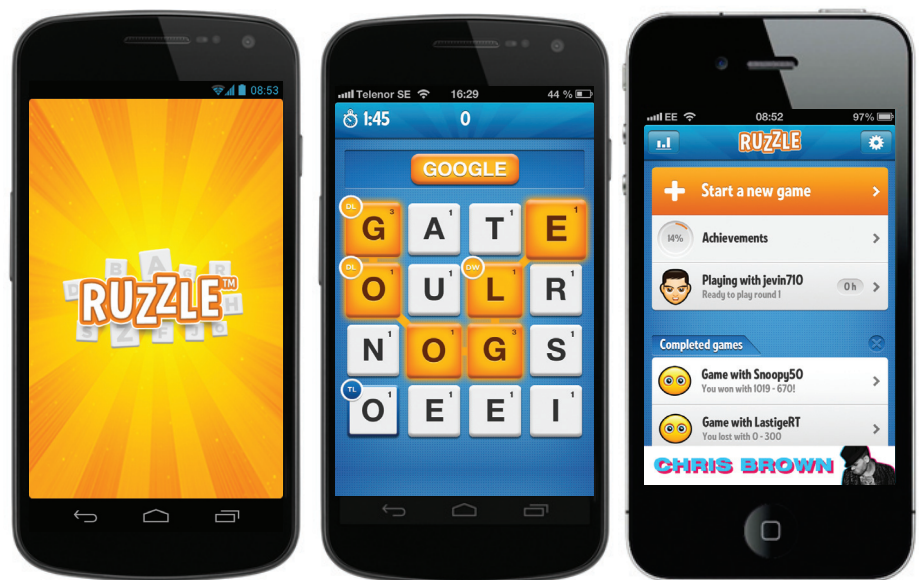 08:53
D B A G R
RUZZLE™
H
S Z F J O
Telenor SE 16:29 44 %
1:45 0
GOOGLE
DL
G 3 A 1 T 1 E 1
DL DW
O 1 U 1 L 1 R 1
N 1 O 1 G 3 S 1
TL
O 1 E 1 E 1 I 1
EE 08:52 97%
RUZZLE
Start a new game
14% Achievements
Playing with jevin710 0 h
Ready to play round 1
Completed games
Game with Snoopy50
You won with 1019 - 670!
Game with LastigeRT
You lost with 0 - 300
CHRIS BROWN